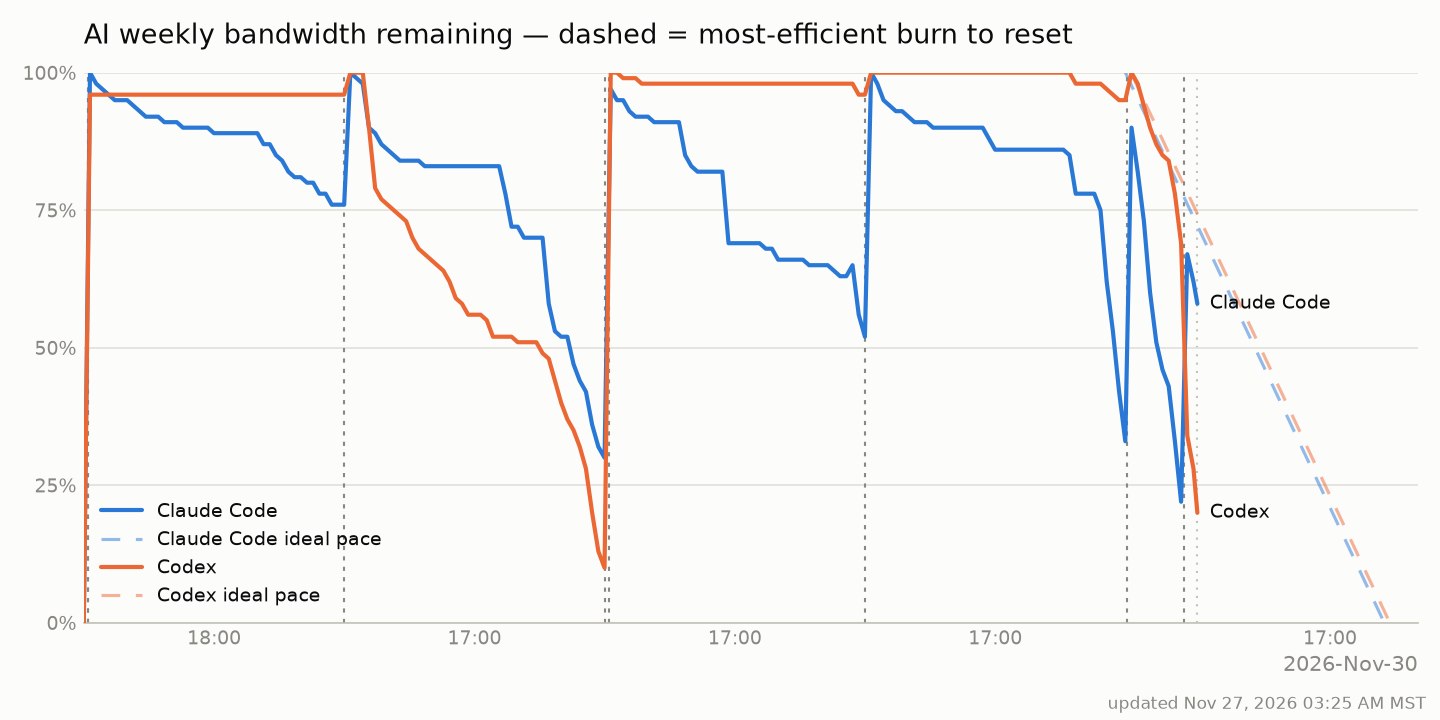 AI weekly bandwidth remaining — dashed = most-efficient burn to reset
100%
75%
50%
25%
0%
Claude Code
Codex
Claude Code
Claude Code ideal pace
Codex
Codex ideal pace
18:00 17:00 17:00 17:00 17:00
2026-Nov-30
updated Nov 27, 2026 03:25 AM MST